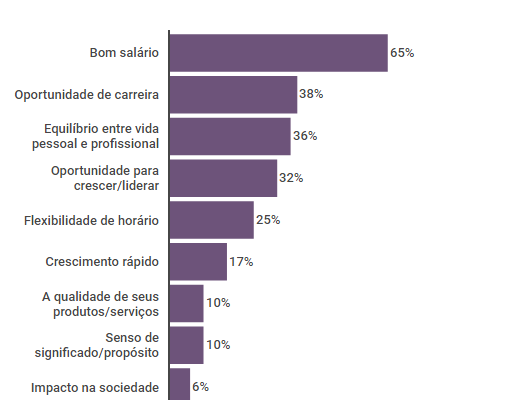 Bom salário 65%
Oportunidade de carreira 38%
Equilíbrio entre vida
pessoal e profissional 36%
Oportunidade para
crescer/liderar 32%
Flexibilidade de horário 25%
Crescimento rápido 17%
A qualidade de seus
produtos/serviços 10%
Senso de
significado/propósito 10%
Impacto na sociedade 6%